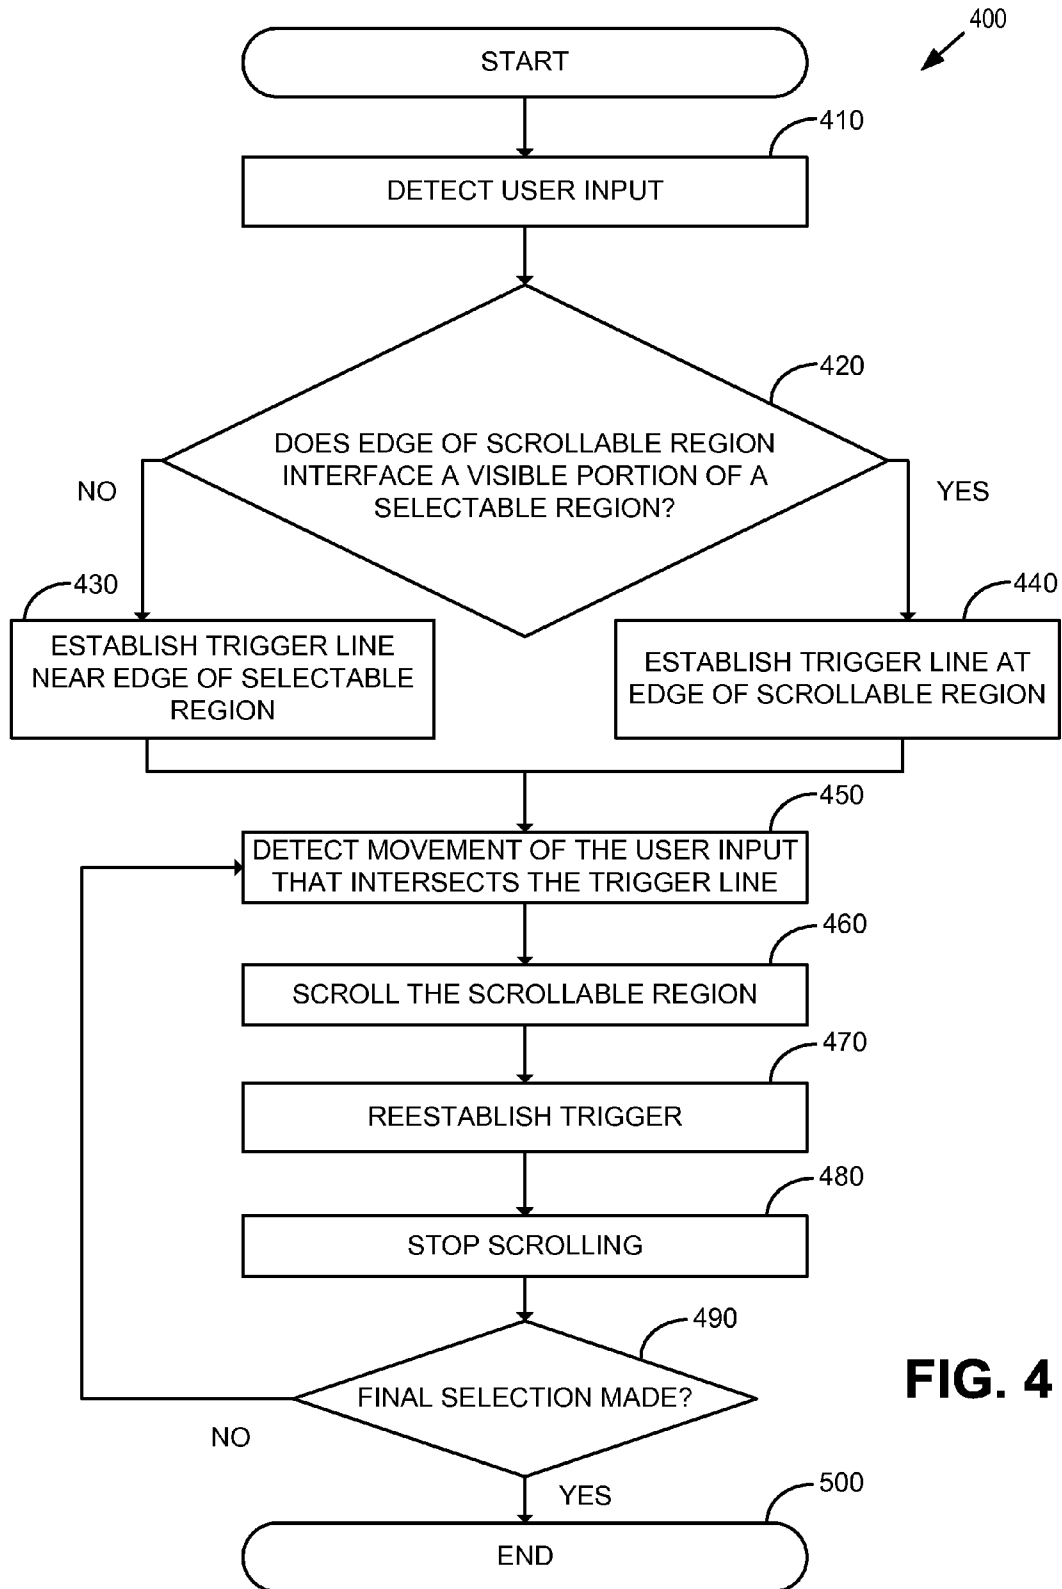 400
START
410
DETECT USER INPUT
420
DOES EDGE OF SCROLLABLE REGION
INTERFACE A VISIBLE PORTION OF A
SELECTABLE REGION?
NO
YES
430
ESTABLISH TRIGGER LINE
NEAR EDGE OF SELECTABLE
REGION
440
ESTABLISH TRIGGER LINE AT
EDGE OF SCROLLABLE REGION
450
DETECT MOVEMENT OF THE USER INPUT
THAT INTERSECTS THE TRIGGER LINE
460
SCROLL THE SCROLLABLE REGION
470
REESTABLISH TRIGGER
480
STOP SCROLLING
490
FINAL SELECTION MADE?
NO
YES
FIG. 4
500
END